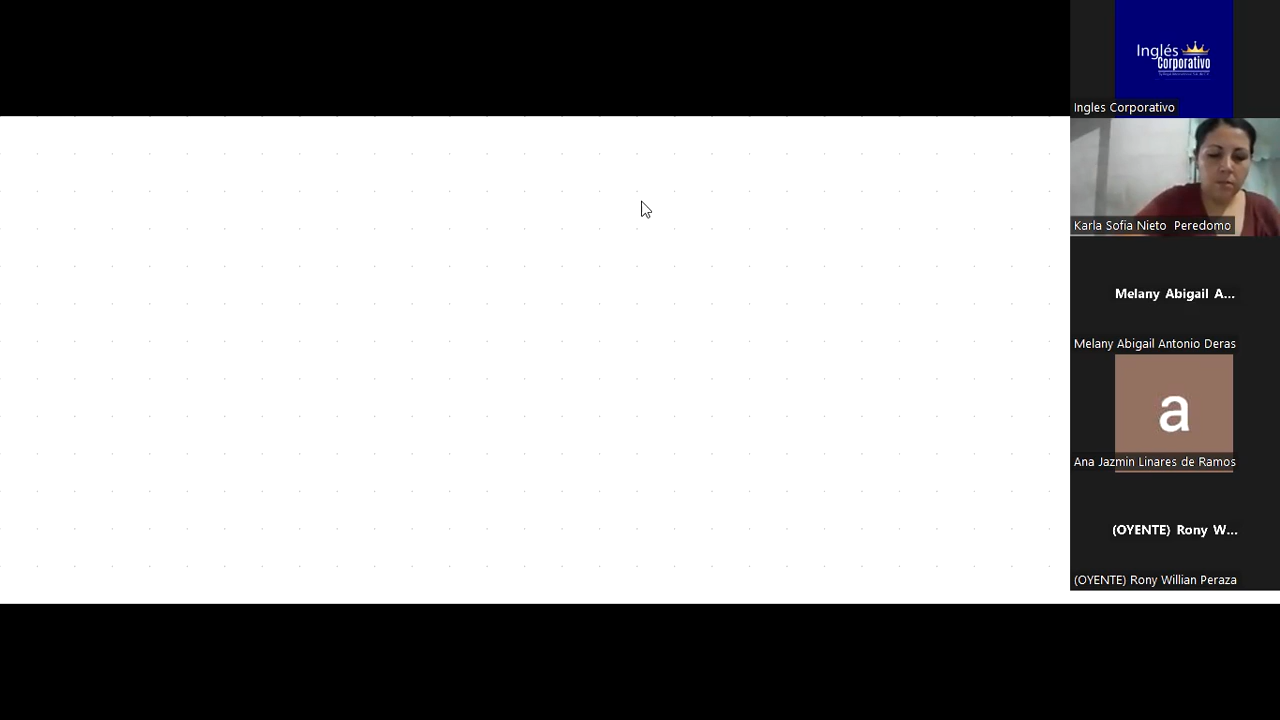 Inglés
Corporativo
Ingles Corporativo
Karla Sofia Nieto Peredomo
Melany Abigail A...
Melany Abigail Antonio Deras
a
Ana Jazmin Linares de Ramos
(OYENTE) Rony W...
(OYENTE) Rony Willian Peraza